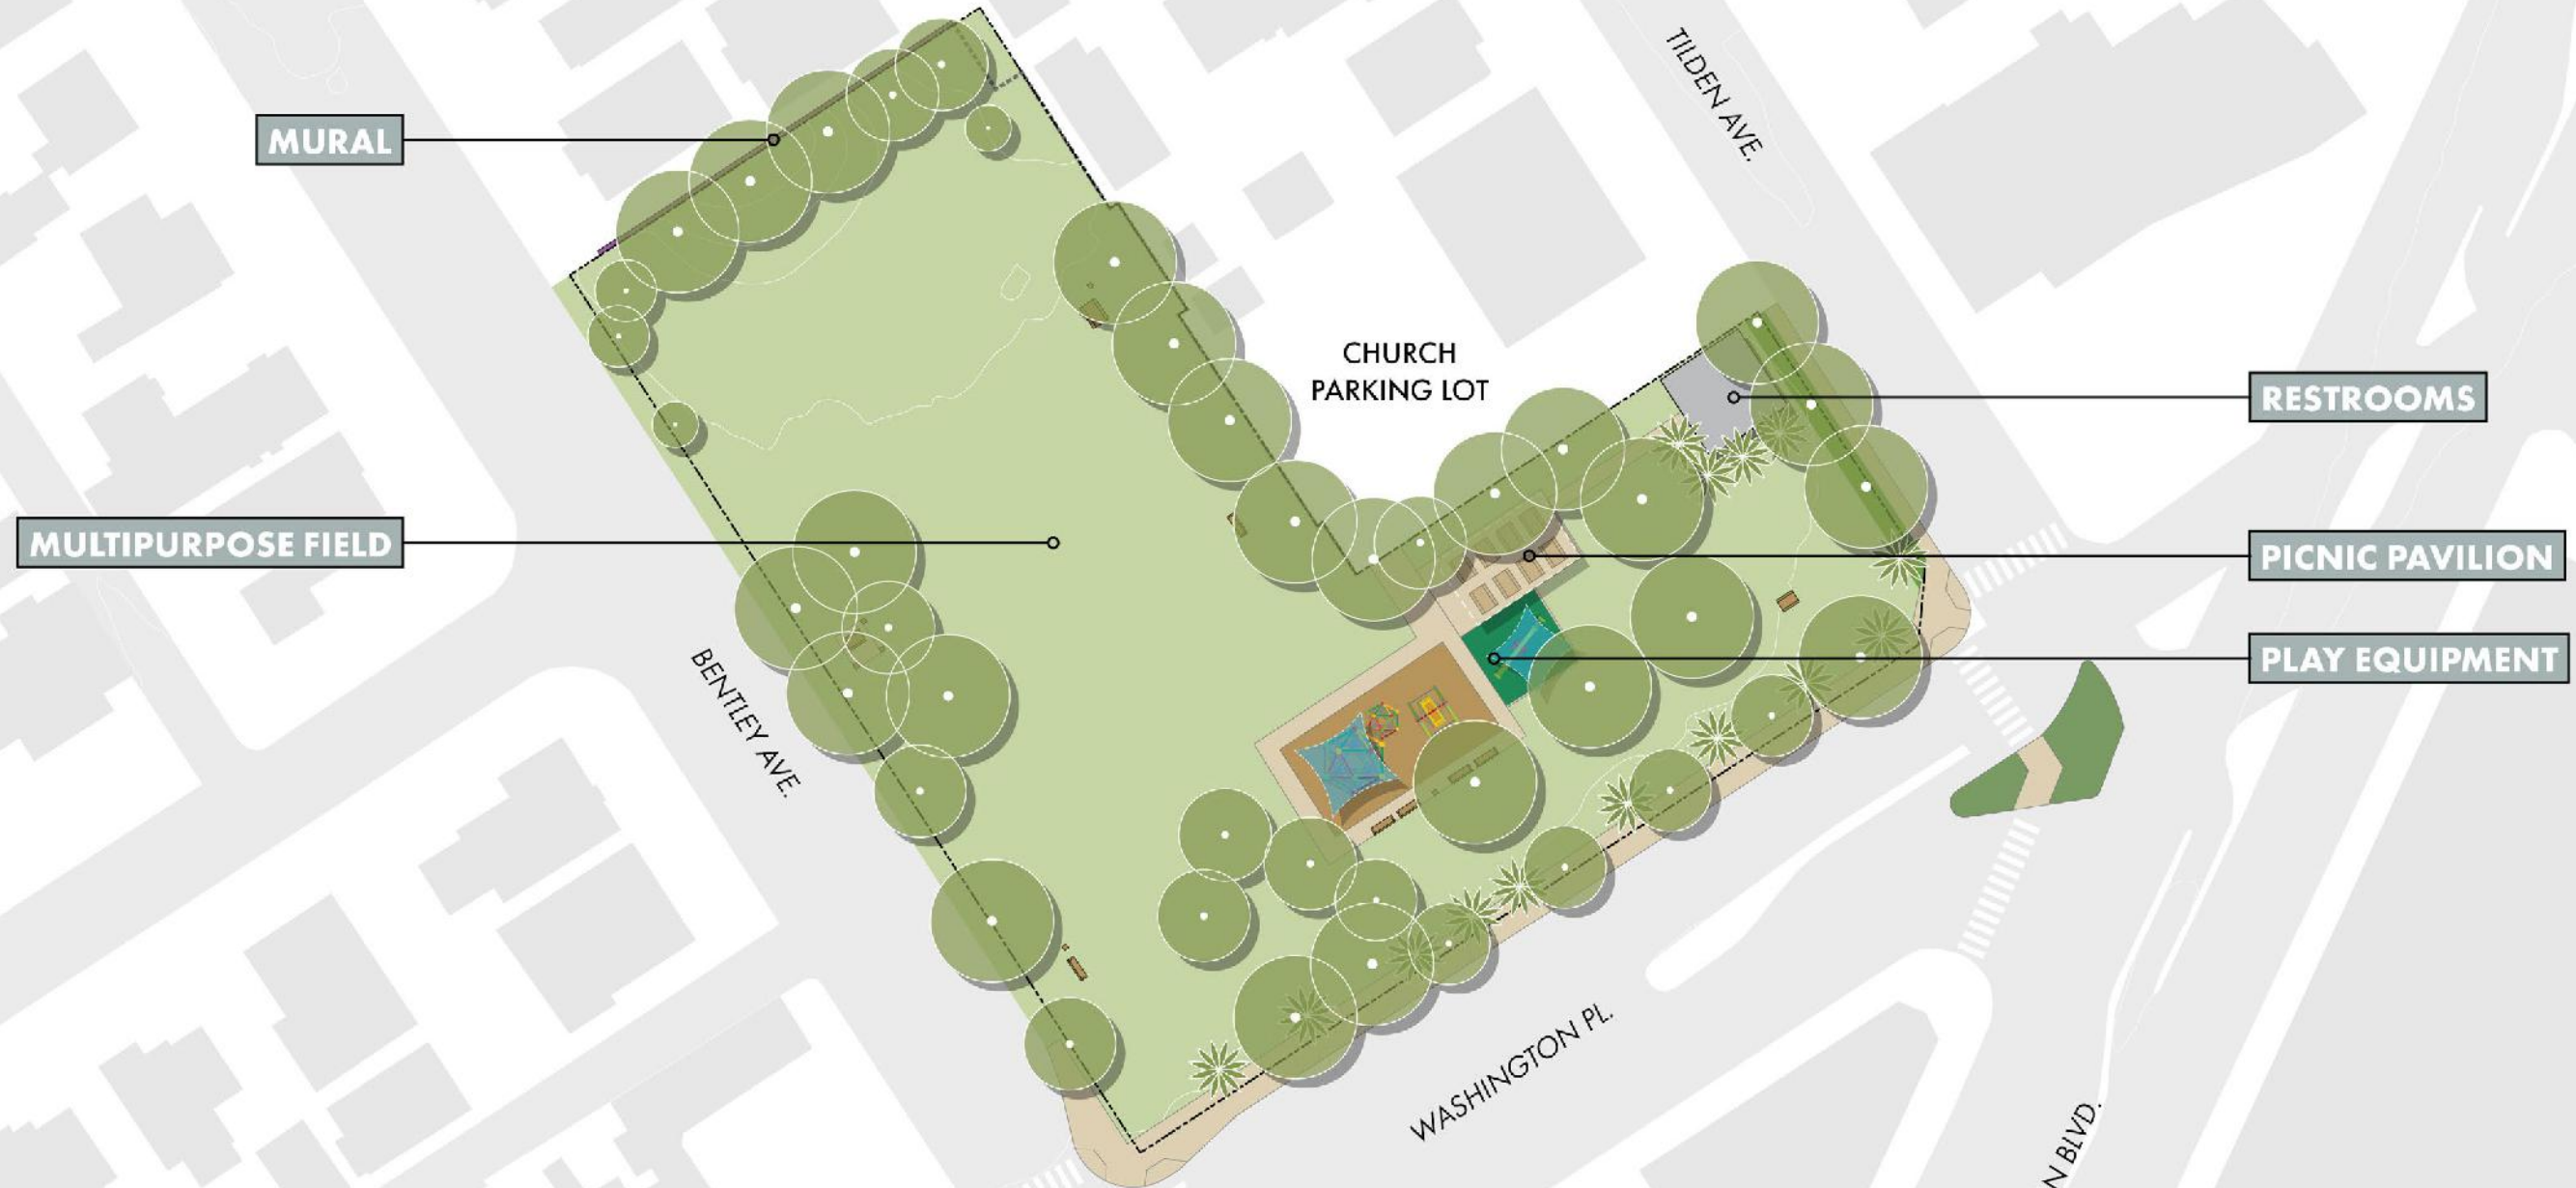 TILDEN AVE.
MURAL
CHURCH
PARKING LOT
RESTROOMS
MULTIPURPOSE FIELD
PICNIC PAVILION
PLAY EQUIPMENT
BENTLEY AVE.
WASHINGTON PL.
N BLVD.